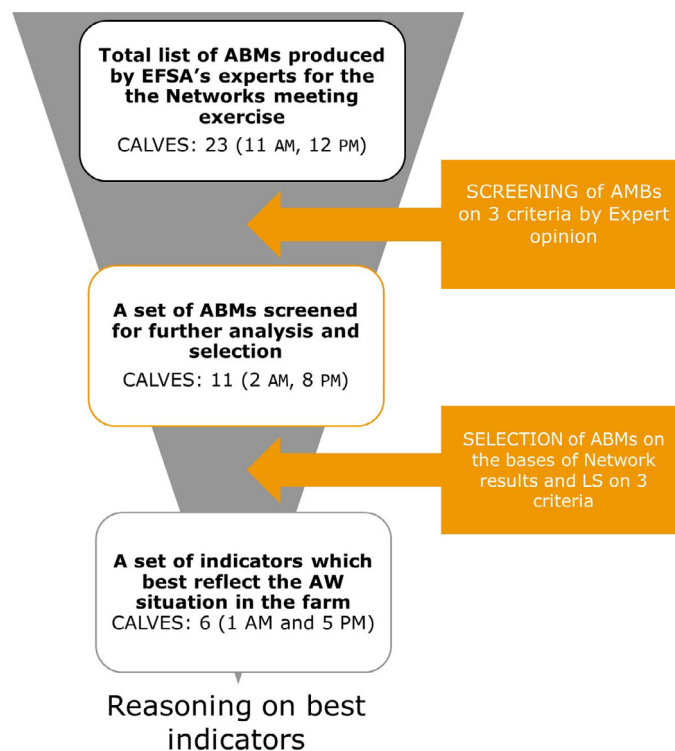 Total list of ABMs produced
by EFSA's experts for the
the Networks meeting
exercise
CALVES: 23 (11 AM, 12 PM)
SCREENING of AMBs
on 3 criteria by Expert
opinion
A set of ABMs screened
for further analysis and
selection
CALVES: 11 (2 AM, 8 PM)
SELECTION of ABMs on
the bases of Network
results and LS on 3
criteria
A set of indicators which
best reflect the AW
situation in the farm
CALVES: 6 (1 AM and 5 PM)
Reasoning on best
indicators